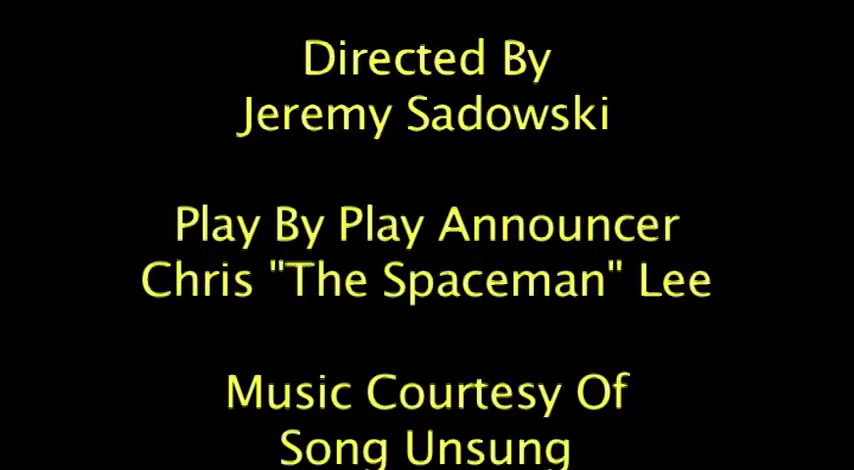 Directed By
Jeremy Sadowski
Play By Play Announcer
Chris "The Spaceman" Lee
Music Courtesy Of
Song Unsung